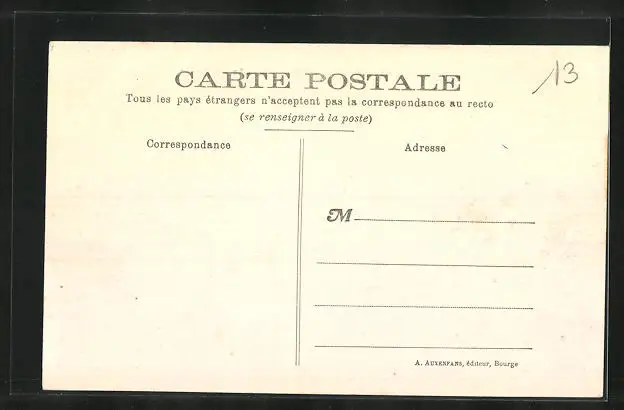 CARTE POSTALE
13
Tous les pays étrangers n'acceptent pas la correspondance au recto
(se renseigner à la poste)
Correspondance
Adresse
M
A. AUXENFANS, éditeur, Bourge